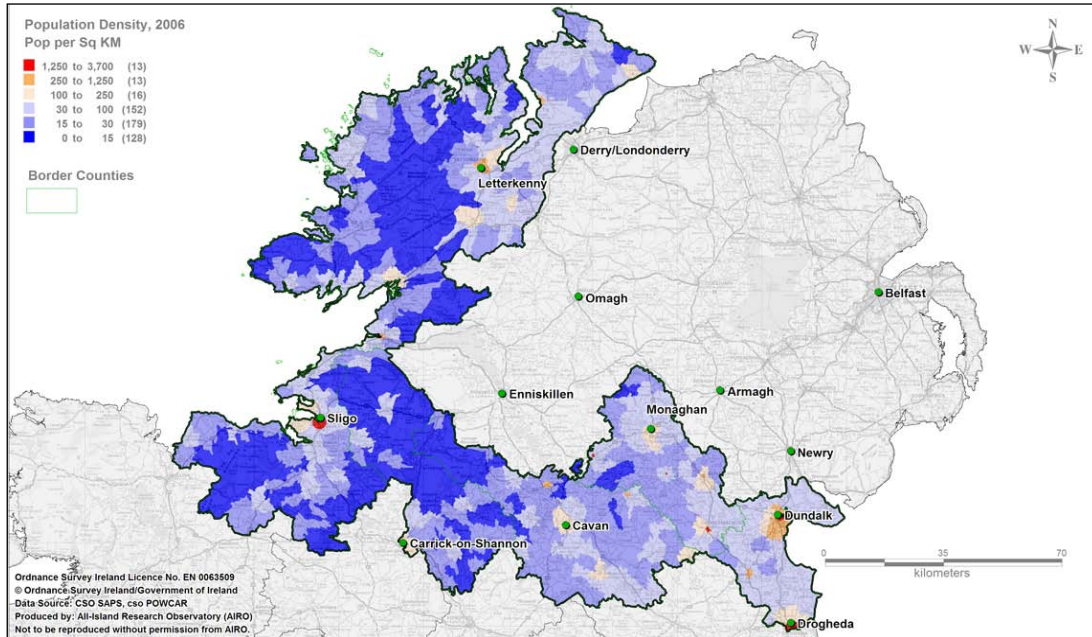 Population Density, 2006
Pop per Sq KM
1,250 to 3,700 (13)
250 to 1,250 (13)
100 to 250 (16)
30 to 100 (152)
15 to 30 (179)
0 to 15 (128)
Border Counties
N
W E
S
Derry/Londonderry
Letterkenny
Omagh
Belfast
Enniskillen
Armagh
Monaghan
Sligo
Newry
Dundalk
Cavan
Carrick-on-Shannon
0 35 70
kilometers
Drogheda
Ordnance Survey Ireland Licence No. EN 0063509
© Ordnance Survey Ireland/Government of Ireland
Data Source: CSO SAPS, cso POWCAR
Produced by: All-Island Research Observatory (AIRO)
Not to be reproduced without permission from AIRO.